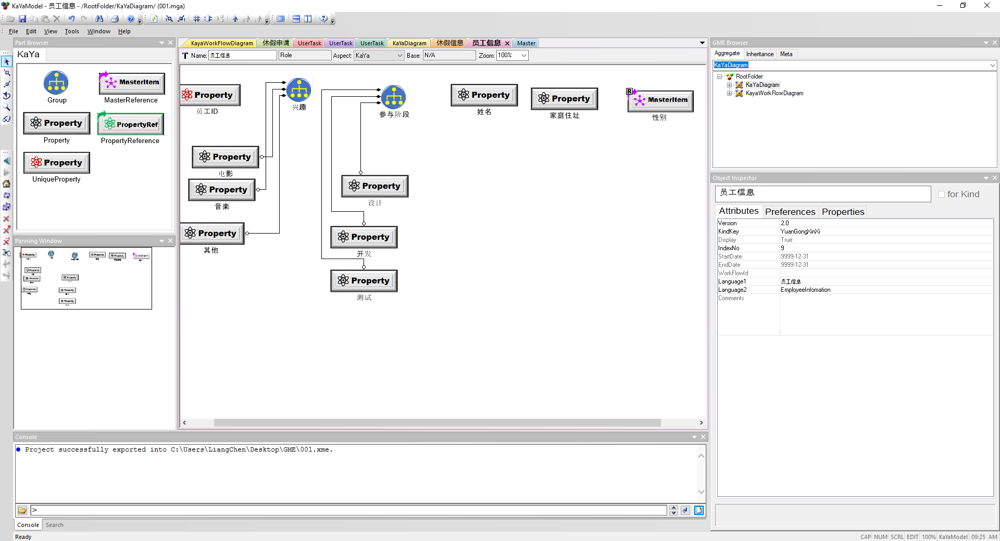 KaYaModel - 员工信息 - /RootFolder/KaYaDiagram/ (001.mga)
File Edit View Tools Window Help
Part Browser
KaYa
Group
MasterItem
MasterReference
Property
Property
PropertyRef
PropertyReference
Property
UniqueProperty
Panning Window
KayaWorkFlowDiagram 休假申请 UserTask UserTask UserTask KaYaDiagram 休假信息 员工信息 Master
Name: 员工信息 Role Aspect: KaYa Base: N/A Zoom: 100%
Property
员工ID
兴趣
参与阶段
Property
姓名
Property
家庭住址
R
MasterItem
性别
Property
电影
Property
音楽
Property
其他
Property
设计
Property
开发
Property
测试
GME Browser
Aggregate Inheritance Meta
KaYaDiagram
RootFolder
KaYaDiagram
KayaWorkFlowDiagram
Object Inspector
员工信息 for Kind
Attributes Preferences Properties
Version 2.0
KindKey YuanGongXinXi
Display True
IndexNo 9
StartDate 9999-12-31
EndDate 9999-12-31
WorkFlowId
Language1 员工信息
Language2 EmployeeInfomation
Comments
Console
Project successfully exported into C:\Users\LiangChen\Desktop\GME\001.xme.
>
Console Search
Ready
CAP NUM SCRL EDIT 100% KaYaModel 09:25 AM